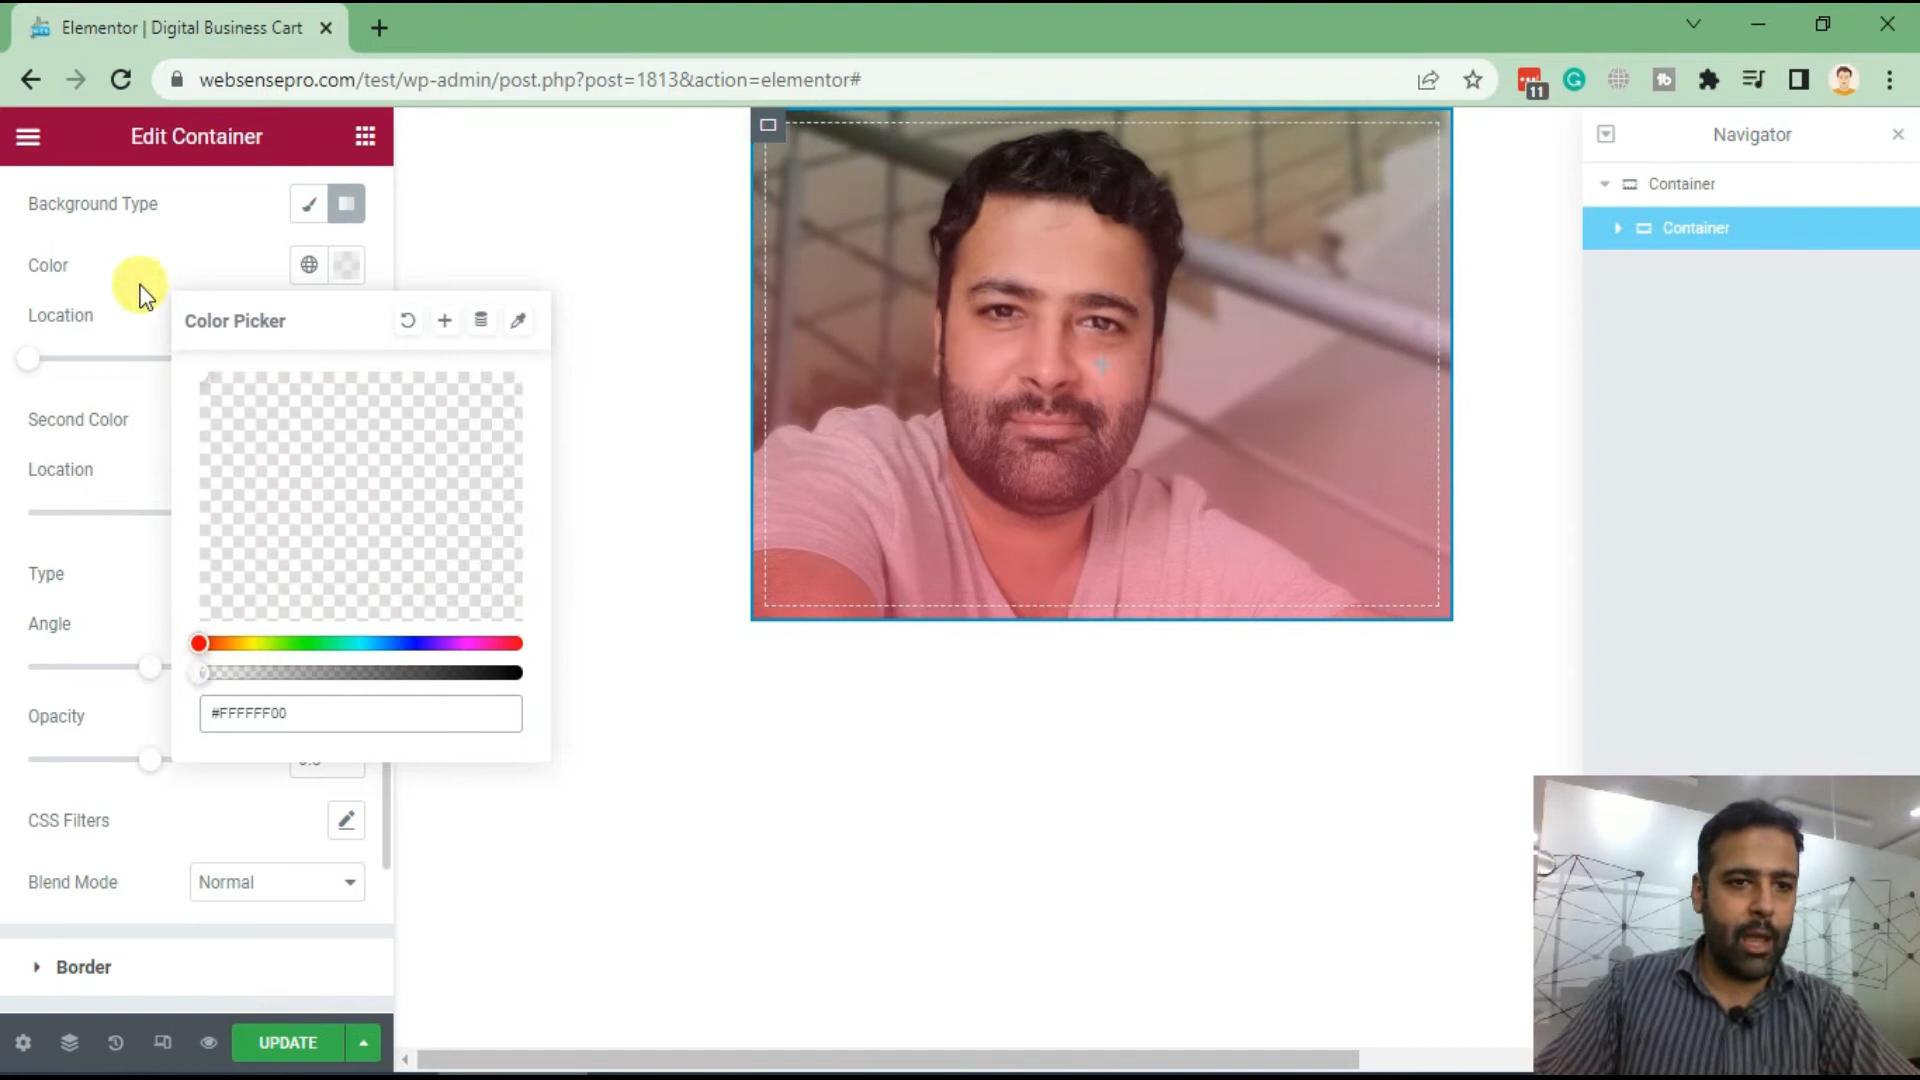 Elementor | Digital Business Cart
websensepro.com/test/wp-admin/post.php?post=1813&action=elementor#
11
Edit Container
Navigator
Background Type
Container
Color
Container
Location
Color Picker
Second Color
Location
Type
Angle
#FFFFFF00
Opacity
CSS Filters
Blend Mode
Normal
Border
UPDATE